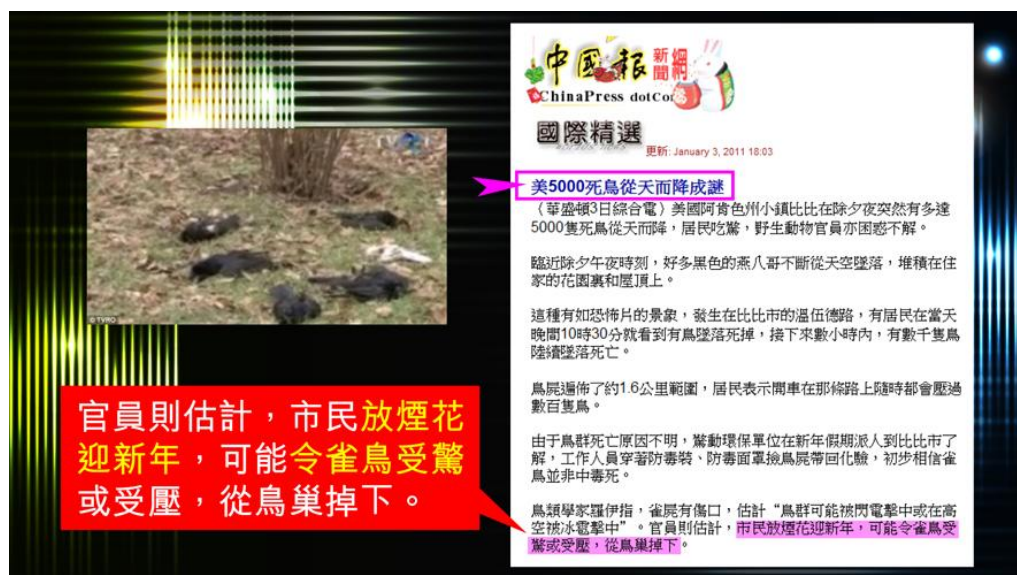 中國報 新聞網
ChinaPress dotCom
國際精選
更新: January 3, 2011 18:03
美5000死鳥從天而降成謎
（華盛頓3日綜合電）美國阿肯色州小鎮比比在除夕夜突然有多達
5000隻死鳥從天而降，居民吃驚，野生動物官員亦困惑不解。
臨近除夕午夜時刻，好多黑色的燕八哥不斷從天空墜落，堆積在住
家的花園裏和屋頂上。
這種有如恐怖片的景象，發生在比比市的溫伍德路，有居民在當天
晚間10時30分就看到有鳥墜落死掉，接下來數小時內，有數千隻鳥
陸續墜落死亡。
鳥屍遍佈了約1.6公里範圍，居民表示開車在那條路上隨時都會壓過
數百隻鳥。
由于鳥群死亡原因不明，驚動環保單位在新年假期派人到比比市了
解，工作人員穿著防毒裝、防毒面罩撿鳥屍帶回化驗，初步相信雀
鳥並非中毒死。
鳥類學家羅伊指，雀屍有傷口，估計“鳥群可能被閃電擊中或在高
空被冰雹擊中”。官員則估計，市民放煙花迎新年，可能令雀鳥受
驚或受壓，從鳥巢掉下。
© TVRO
官員則估計，市民放煙花
迎新年，可能令雀鳥受驚
或受壓，從鳥巢掉下。